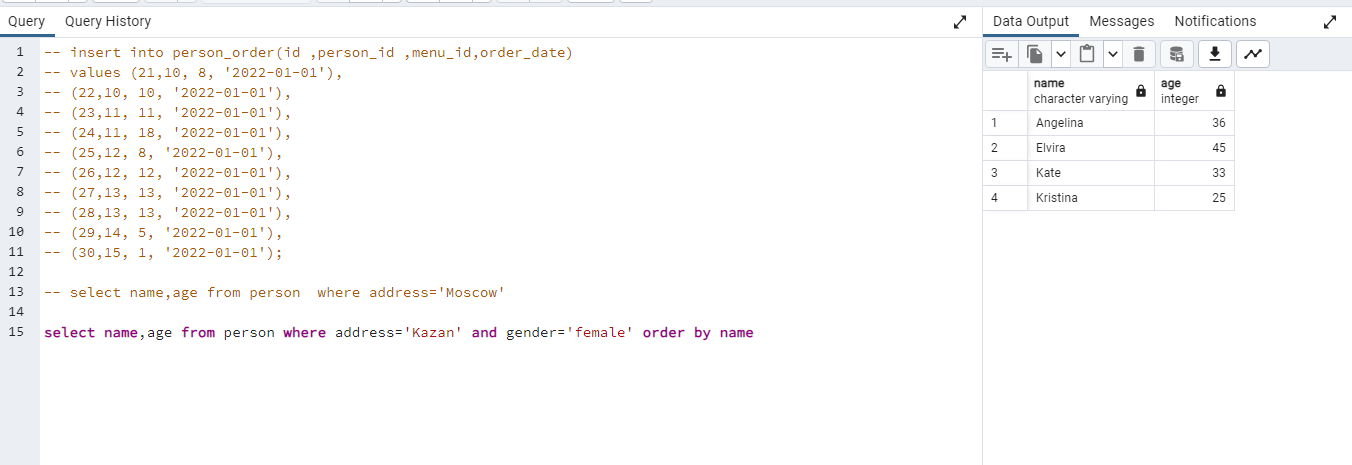 Query Query History
1 -- insert into person_order(id ,person_id ,menu_id,order_date)
2 -- values (21,10, 8, '2022-01-01'),
3 -- (22,10, 10, '2022-01-01'),
4 -- (23,11, 11, '2022-01-01'),
5 -- (24,11, 18, '2022-01-01'),
6 -- (25,12, 8, '2022-01-01'),
7 -- (26,12, 12, '2022-01-01'),
8 -- (27,13, 13, '2022-01-01'),
9 -- (28,13, 13, '2022-01-01'),
10 -- (29,14, 5, '2022-01-01'),
11 -- (30,15, 1, '2022-01-01');
12
13 -- select name,age from person  where address='Moscow'
14
15 select name,age from person where address='Kazan' and gender='female' order by name
Data Output Messages Notifications
name age
character varying integer
1 Angelina 36
2 Elvira 45
3 Kate 33
4 Kristina 25